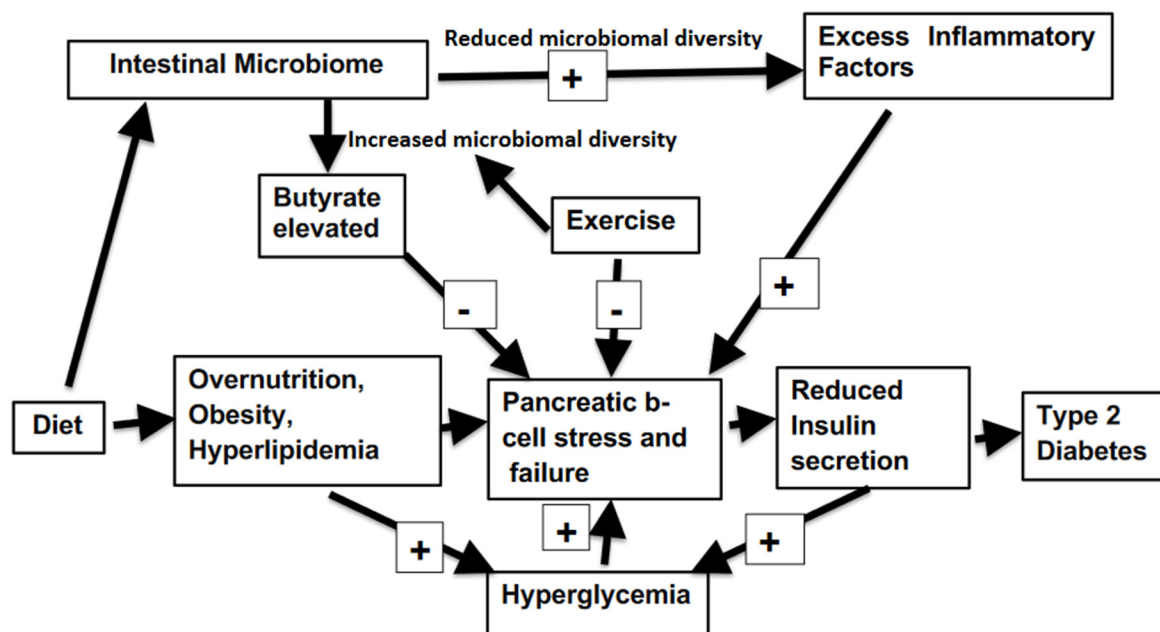 Reduced microbiomal diversity
Intestinal Microbiome
+
Excess Inflammatory
Factors
Increased microbiomal diversity
Butyrate
elevated
Exercise
-
-
+
Diet
Overnutrition,
Obesity,
Hyperlipidemia
Pancreatic b-
cell stress and
failure
Reduced
Insulin
secretion
Type 2
Diabetes
+
+
+
Hyperglycemia